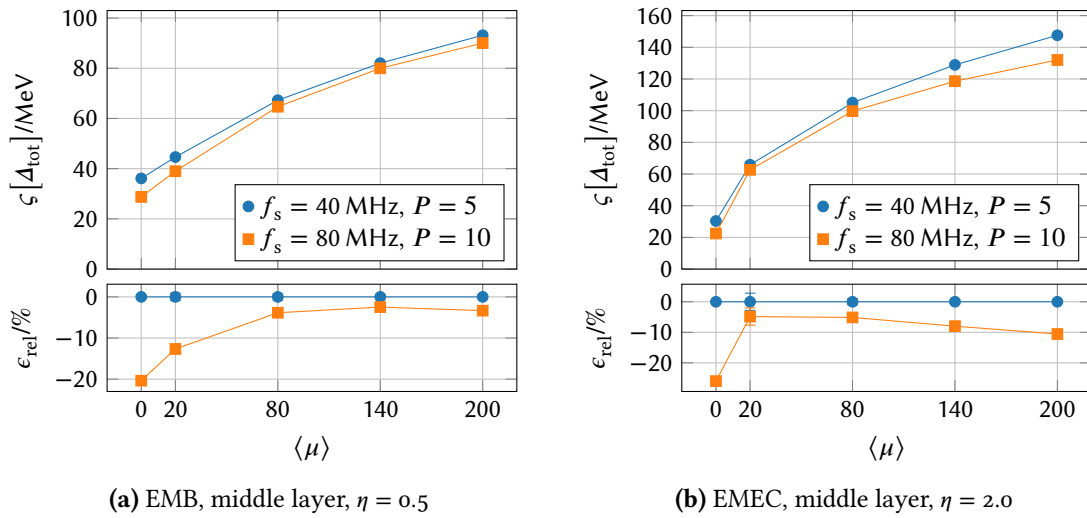 100
80
60
40
20
0
ς[Δtot]/MeV
fs = 40 MHz, P = 5
fs = 80 MHz, P = 10
0
−10
−20
ϵrel/%
0 20 80 140 200
⟨μ⟩
(a) EMB, middle layer, η = 0.5
160
140
120
100
80
60
40
20
0
ς[Δtot]/MeV
fs = 40 MHz, P = 5
fs = 80 MHz, P = 10
0
−10
−20
ϵrel/%
0 20 80 140 200
⟨μ⟩
(b) EMEC, middle layer, η = 2.0